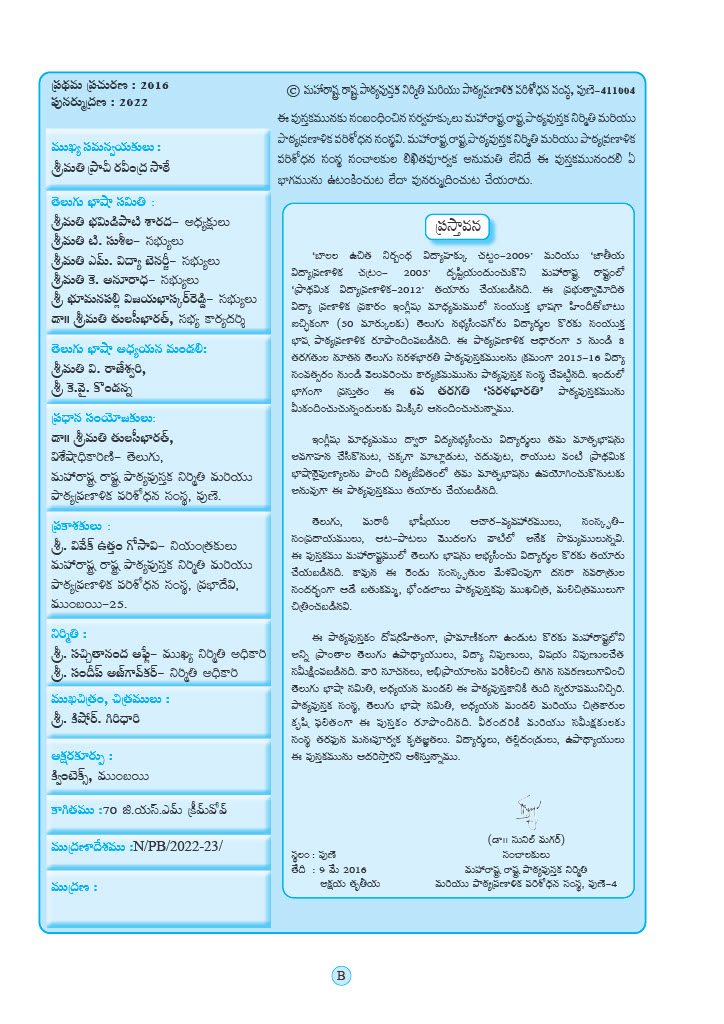 ప్రథమ ప్రచురణ : 2016
పునర్ముద్రణ : 2022
ముఖ్య సమన్వయకులు :
శ్రీమతి ప్రాచీ రవీంద్ర సాఠే
తెలుగు భాషా సమితి :
శ్రీమతి భమిడిపాటి శారద– అధ్యక్షులు
శ్రీమతి టి. సుశీల– సభ్యులు
శ్రీమతి ఎమ్. విద్యా బెనర్జీ– సభ్యులు
శ్రీమతి కె. అనూరాధ– సభ్యులు
శ్రీ భూమనపల్లి విజయభాస్కర్‌రెడ్డి– సభ్యులు
డా॥ శ్రీమతి తులసీభారత్, సభ్య కార్యదర్శి
తెలుగు భాషా అధ్యయన మండలి:
శ్రీమతి వి. రాజేశ్వరి,
శ్రీ కె.వై. కొండన్న
ప్రధాన సంయోజకులు:
డా॥ శ్రీమతి తులసీభారత్,
విశేషాధికారిణి– తెలుగు,
మహారాష్ట్ర రాష్ట్ర పాఠ్యపుస్తక నిర్మితి మరియు
పాఠ్యప్రణాళిక పరిశోధన సంస్థ, పుణె.
ప్రకాశకులు :
శ్రీ. వివేక్ ఉత్తం గోసావి– నియంత్రకులు
మహారాష్ట్ర రాష్ట్ర పాఠ్యపుస్తక నిర్మితి మరియు
పాఠ్యప్రణాళిక పరిశోధన సంస్థ, ప్రభాదేవి,
ముంబయి–25.
నిర్మితి :
శ్రీ. సచ్చితానంద ఆఫ్ళే– ముఖ్య నిర్మితి అధికారి
శ్రీ. సందీప్ ఆజ్‌గావ్‌కర్– నిర్మితి అధికారి
ముఖచిత్రం, చిత్రములు :
శ్రీ. కిషోర్. గిరిధారి
అక్షరకూర్పు :
క్వింటెక్స్, ముంబయి
కాగితము :70 జి.యస్.ఎమ్ క్రీమ్‌వోవ్
ముద్రణాదేశము :N/PB/2022-23/
ముద్రణ :
© మహారాష్ట్ర రాష్ట్ర పాఠ్యపుస్తక నిర్మితి మరియు పాఠ్యప్రణాళిక పరిశోధన సంస్థ, పుణె–411004
ఈ పుస్తకమునకు సంబంధించిన సర్వహక్కులు మహారాష్ట్ర రాష్ట్ర పాఠ్యపుస్తక నిర్మితి మరియు
పాఠ్యప్రణాళిక పరిశోధన సంస్థవి. మహారాష్ట్ర రాష్ట్ర పాఠ్యపుస్తక నిర్మితి మరియు పాఠ్యప్రణాళిక
పరిశోధన సంస్థ సంచాలకుల లిఖితపూర్వక అనుమతి లేనిదే ఈ పుస్తకమునందలి ఏ
భాగమును ఉటంకించుట లేదా పునర్ముద్రించుట చేయరాదు.
ప్రస్తావన
‘బాలల ఉచిత నిర్బంధ విద్యాహక్కు చట్టం–2009’ మరియు ‘జాతీయ
విద్యాప్రణాళిక చట్రం– 2005’ దృష్టియందుంచుకొని మహారాష్ట్ర రాష్ట్రంలో
‘ప్రాథమిక విద్యాప్రణాళిక–2012’ తయారు చేయబడినది. ఈ ప్రభుత్వామోదిత
విద్యా ప్రణాళిక ప్రకారం ఇంగ్లీషు మాధ్యమములో సంయుక్త భాషగా హిందీతోబాటు
ఐచ్ఛికంగా (50 మార్కులకు) తెలుగు నభ్యసింపగోరు విద్యార్థుల కొరకు సంయుక్త
భాష పాఠ్యప్రణాళిక రూపొందింపబడినది. ఈ పాఠ్యప్రణాళిక ఆధారంగా 5 నుండి 8
తరగతుల నూతన తెలుగు సరళభారతి పాఠ్యపుస్తకములను క్రమంగా 2015–16 విద్యా
సంవత్సరం నుండి వెలువరించు కార్యక్రమమును పాఠ్యపుస్తక సంస్థ చేపట్టినది. ఇందులో
భాగంగా ప్రస్తుతం ఈ 6వ తరగతి ‘సరళభారతి’ పాఠ్యపుస్తకమును
మీకందించుచున్నందులకు మిక్కిలి ఆనందించుచున్నాము.
ఇంగ్లీషు మాధ్యమము ద్వారా విద్యనభ్యసించు విద్యార్థులు తమ మాతృభాషను
అవగాహన చేసికొనుట, చక్కగా మాట్లాడుట, చదువుట, రాయుట వంటి ప్రాథమిక
భాషానైపుణ్యాలను పొంది నిత్యజీవితంలో తమ మాతృభాషను ఉపయోగించుకొనుటకు
అనువుగా ఈ పాఠ్యపుస్తకము తయారు చేయబడినది.
తెలుగు, మరాఠీ భాషీయుల ఆచార–వ్యవహారములు, సంస్కృతి–
సంప్రదాయములు, ఆట–పాటలు మొదలగు వాటిలో అనేక సామ్యములున్నవి.
ఈ పుస్తకము మహారాష్ట్రములో తెలుగు భాషను అభ్యసించు విద్యార్థుల కొరకు తయారు
చేయబడినది. కావున ఈ రెండు సంస్కృతుల మేళవింపుగా దసరా నవరాత్రుల
సందర్భంగా ఆడే బతుకమ్మ, భోండలాలు పాఠ్యపుస్తకపు ముఖచిత్ర, మలిచిత్రములుగా
చిత్రించబడినవి.
ఈ పాఠ్యపుస్తకం దోషరహితంగా, ప్రామాణికంగా ఉండుట కొరకు మహారాష్ట్రలోని
అన్ని ప్రాంతాల తెలుగు ఉపాధ్యాయులు, విద్యా నిపుణులు, విషయ నిపుణులచేత
సమీక్షింపబడినది. వారి సూచనలు, అభిప్రాయాలను పరిశీలించి తగిన సవరణలుగావించి
తెలుగు భాషా సమితి, అధ్యయన మండలి ఈ పాఠ్యపుస్తకానికి తుది స్వరూపమునిచ్చిరి.
పాఠ్యపుస్తక సంస్థ, తెలుగు భాషా సమితి, అధ్యయన మండలి మరియు చిత్రకారుల
కృషి ఫలితంగా ఈ పుస్తకం రూపొందినది. వీరందరికీ మరియు సమీక్షకులకు
సంస్థ తరఫున మనఃపూర్వక కృతజ్ఞతలు. విద్యార్థులు, తల్లిదండ్రులు, ఉపాధ్యాయులు
ఈ పుస్తకమును ఆదరిస్తారని ఆశిస్తున్నాము.
(డా॥ సునిల్ మగర్)
స్థలం : పుణె సంచాలకులు
తేది : 9 మే 2016 మహారాష్ట్ర రాష్ట్ర పాఠ్యపుస్తక నిర్మితి
అక్షయ తృతీయ మరియు పాఠ్యప్రణాళిక పరిశోధన సంస్థ, పుణె–4
B